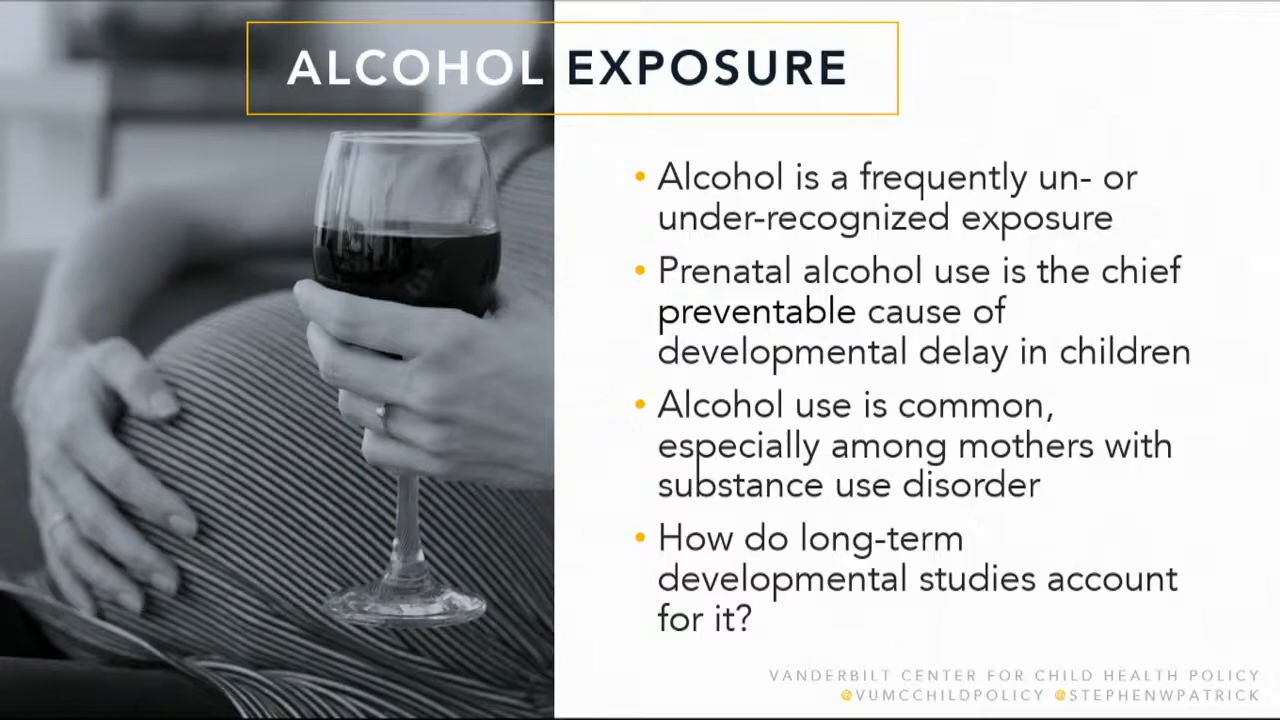 ALCOHOL EXPOSURE
• Alcohol is a frequently un- or
under-recognized exposure
• Prenatal alcohol use is the chief
preventable cause of
developmental delay in children
• Alcohol use is common,
especially among mothers with
substance use disorder
• How do long-term
developmental studies account
for it?
VANDERBILT CENTER FOR CHILD HEALTH POLICY
@VUMCCHILDPOLICY @STEPHENWPATRICK